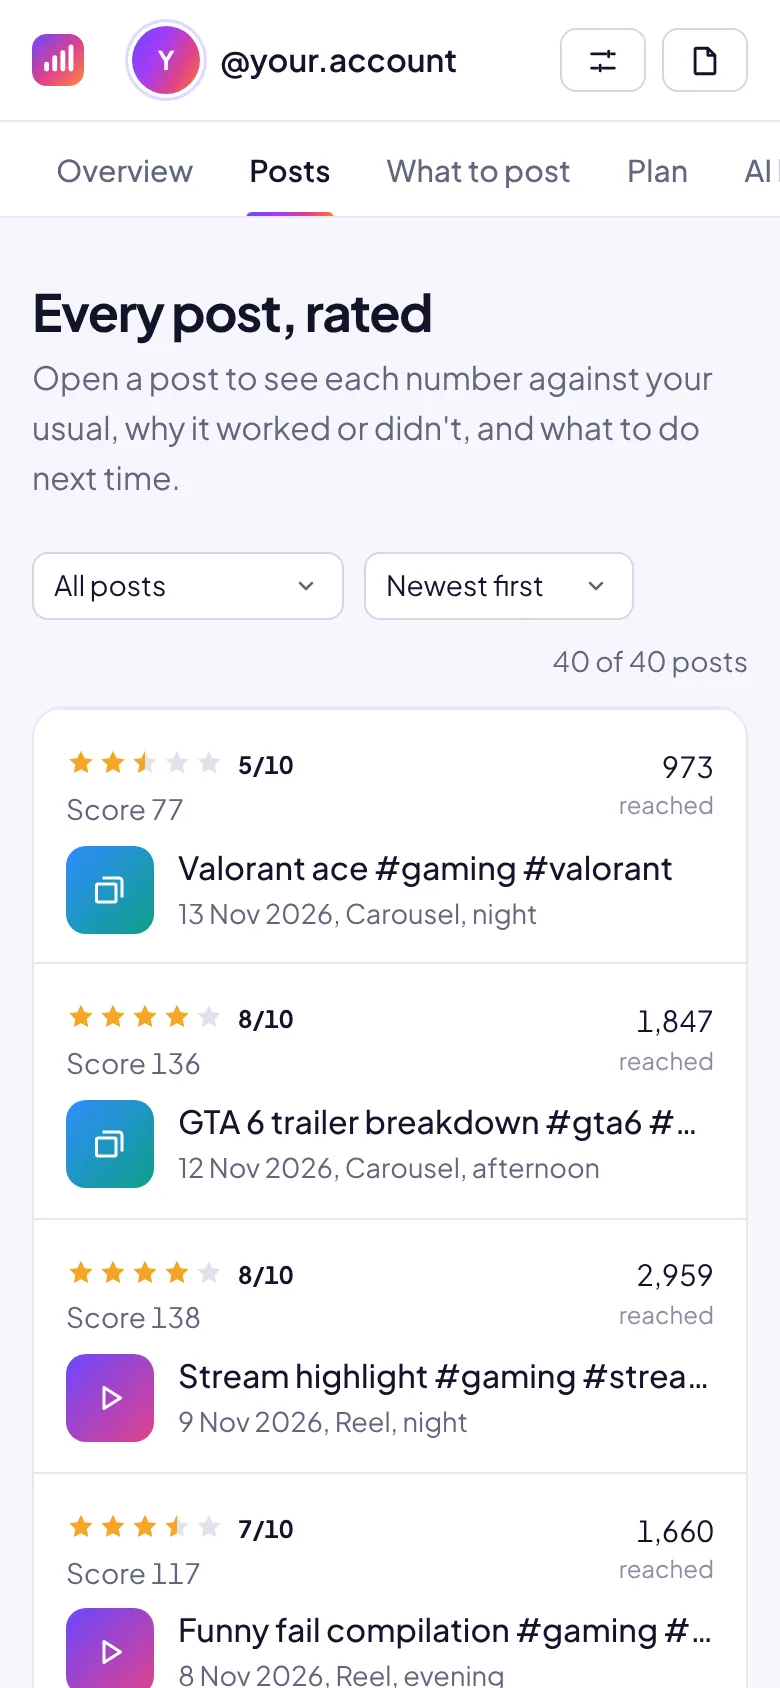 Y @your.account
Overview Posts What to post Plan AI
Every post, rated
Open a post to see each number against your
usual, why it worked or didn't, and what to do
next time.
All posts Newest first
40 of 40 posts
5/10 973
Score 77 reached
Valorant ace #gaming #valorant
13 Nov 2026, Carousel, night
8/10 1,847
Score 136 reached
GTA 6 trailer breakdown #gta6 #...
12 Nov 2026, Carousel, afternoon
8/10 2,959
Score 138 reached
Stream highlight #gaming #strea...
9 Nov 2026, Reel, night
7/10 1,660
Score 117 reached
Funny fail compilation #gaming #...
8 Nov 2026, Reel, evening